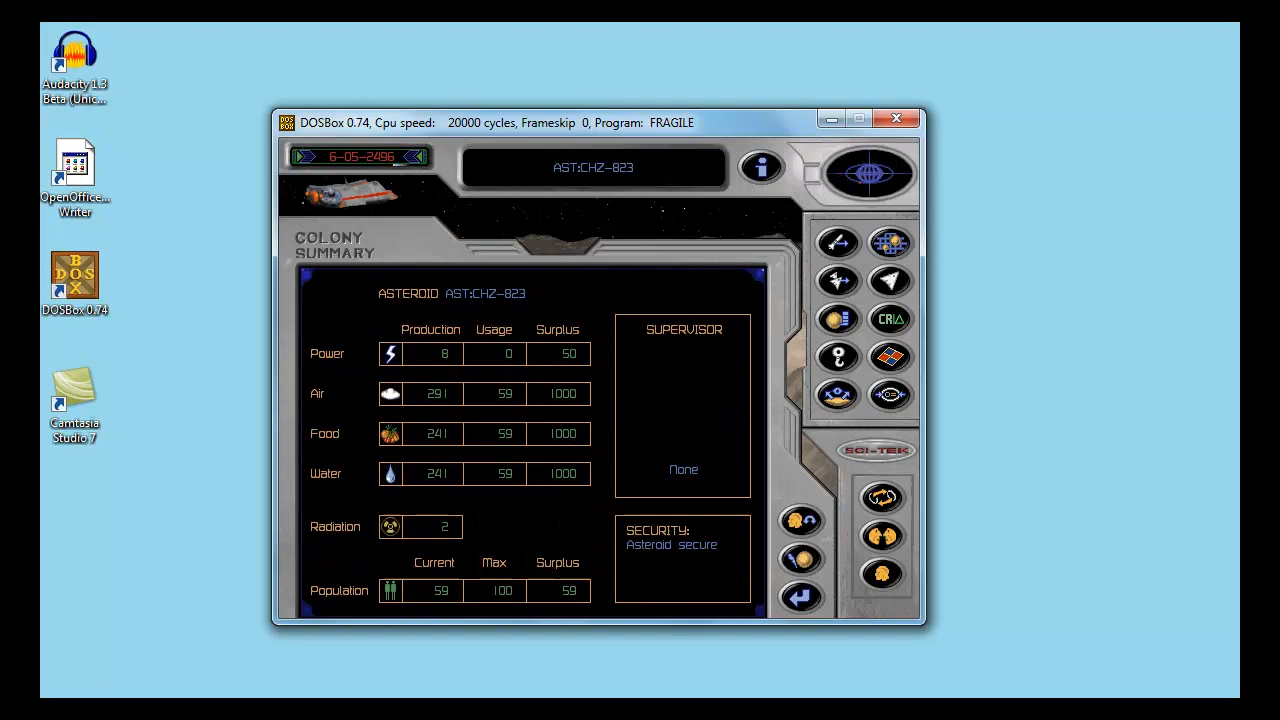 Audacity 1.3
Beta (Unic...
OpenOffice...
Writer
DOSBox 0.74
Camtasia
Studio 7
DOSBox 0.74, Cpu speed: 20000 cycles, Frameskip 0, Program: FRAGILE
6-05-2496
AST:CHZ-823
COLONY
SUMMARY
ASTEROID AST:CHZ-823
Production Usage Surplus
Power 8 0 50
Air 291 59 1000
Food 241 59 1000
Water 241 59 1000
Radiation 2
Current Max Surplus
Population 59 100 59
SUPERVISOR
None
SECURITY:
Asteroid secure
SCI-TEK